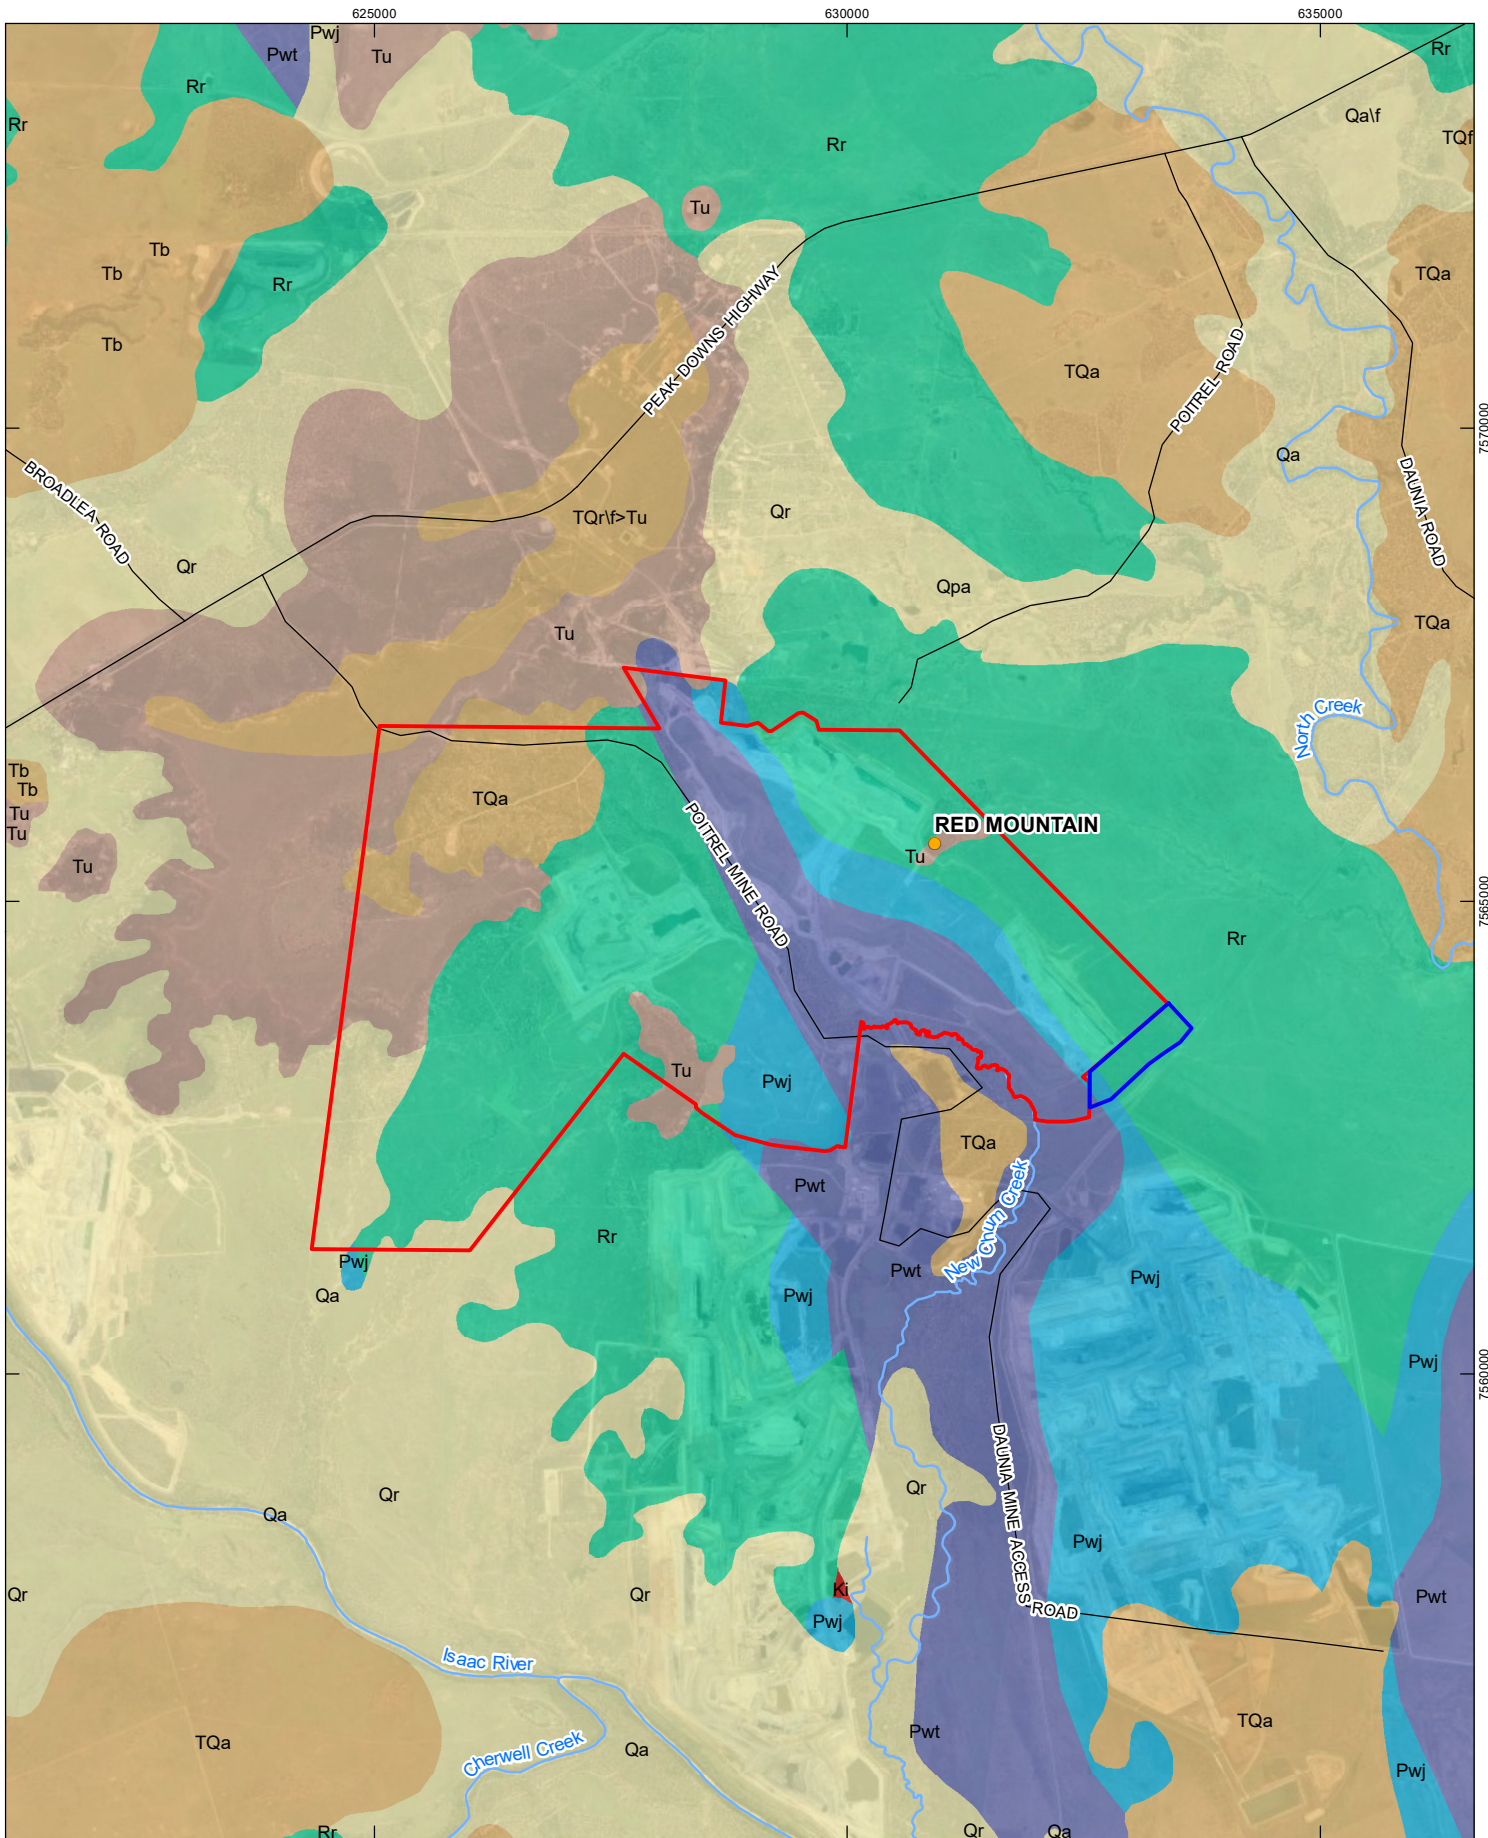 625000
630000
635000
Pwj
Pwt
Tu
Rr
Rr
Rr
Qa\f
TQf
Rr
Tu
Tb
Tb
Rr
TQa
Tb
PEAK DOWNS HIGHWAY
TQa
POITREL ROAD
7570000
BROADLEA ROAD
Qa
DAUNIA ROAD
TQr\f>Tu
Qr
Qr
Qpa
Tu
TQa
North Creek
Tb
Tb
Tu
Tu
TQa
RED MOUNTAIN
Tu
Tu
POITREL MINE ROAD
7565000
Rr
Tu
Pwj
TQa
Pwt
New Chum Creek
Rr
Pwj
Pwt
Pwj
Qa
Pwj
Pwj
7560000
Qr
Qr
Qa
DAUNIA MINE ACCESS ROAD
Pwj
Qr
Qr
Ki
Pwj
Pwt
Isaac River
TQa
Cherwell Creek
Qa
Pwt
TQa
Pwj
Rr
Qr
Qa